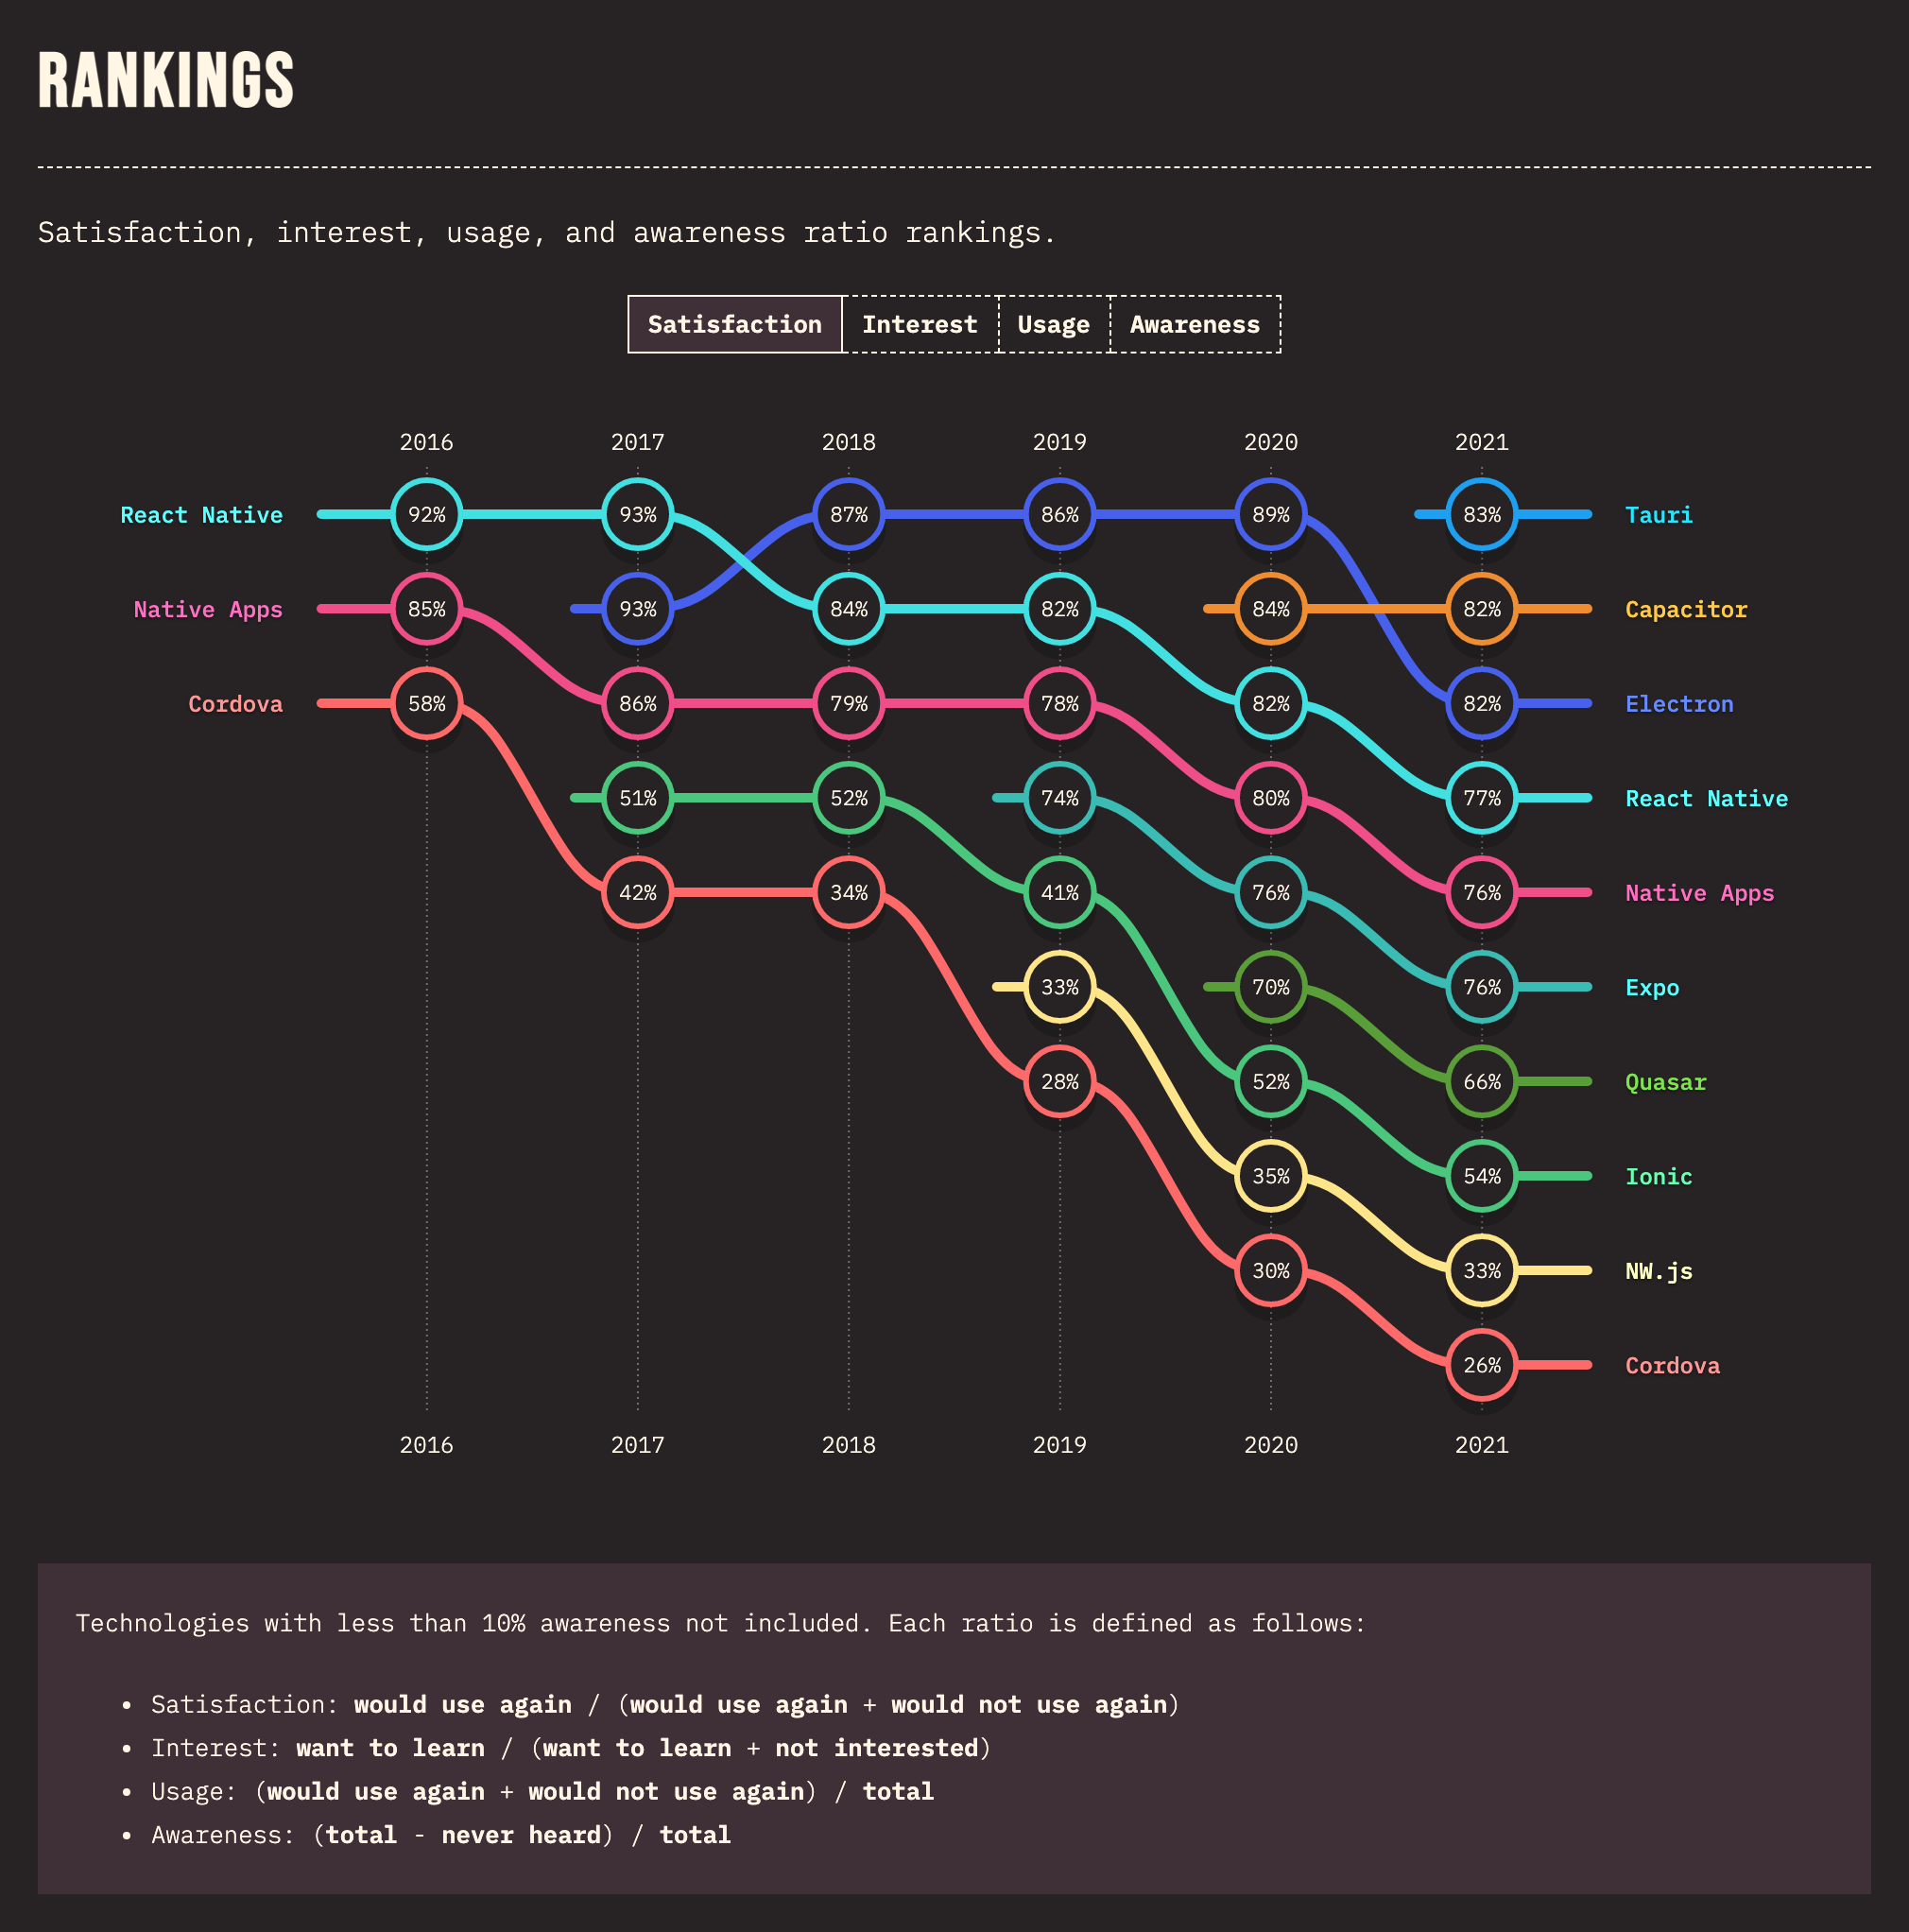 RANKINGS
Satisfaction, interest, usage, and awareness ratio rankings.
Satisfaction Interest Usage Awareness
2016 2017 2018 2019 2020 2021
React Native 92% 93% 87% 86% 89% 83% Tauri
Native Apps 85% 93% 84% 82% 84% 82% Capacitor
Cordova 58% 86% 79% 78% 82% 82% Electron
51% 52% 74% 80% 77% React Native
42% 34% 41% 76% 76% Native Apps
33% 70% 76% Expo
28% 52% 66% Quasar
35% 54% Ionic
30% 33% NW.js
26% Cordova
2016 2017 2018 2019 2020 2021
Technologies with less than 10% awareness not included. Each ratio is defined as follows:
• Satisfaction: would use again / (would use again + would not use again)
• Interest: want to learn / (want to learn + not interested)
• Usage: (would use again + would not use again) / total
• Awareness: (total - never heard) / total